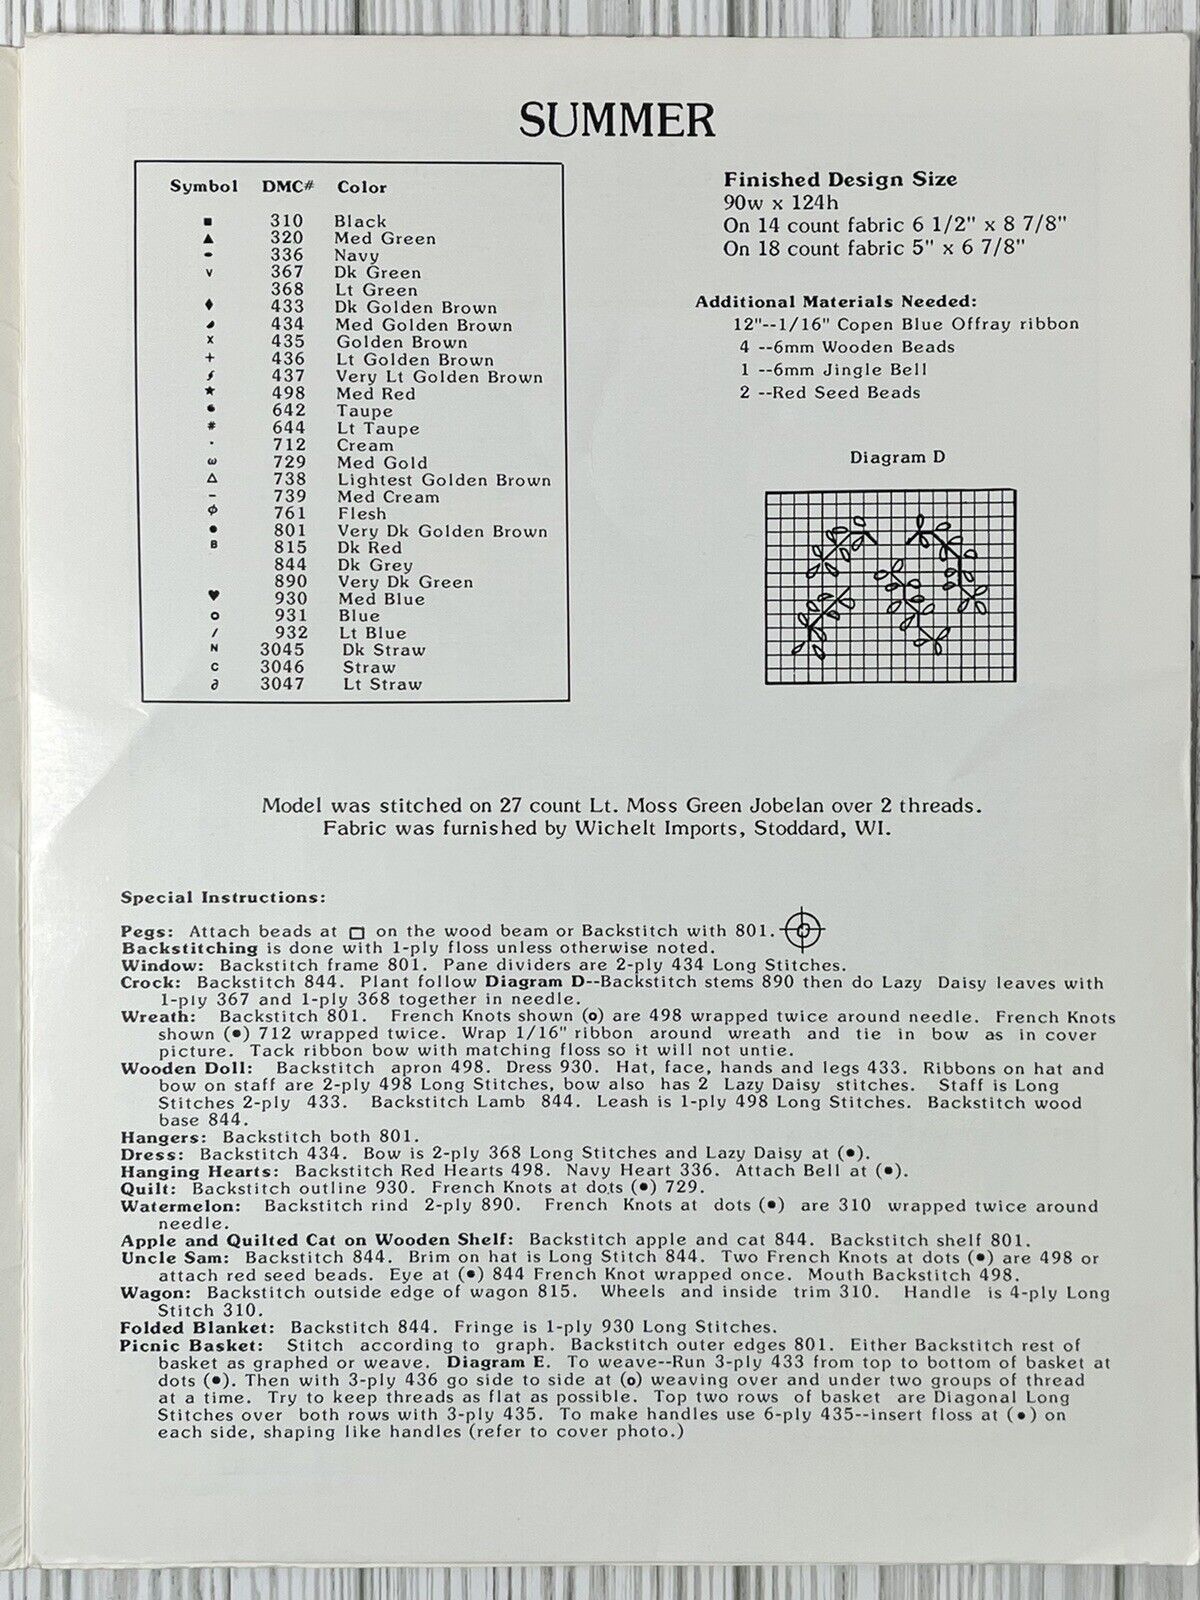 SUMMER
Symbol DMC# Color
■ 310 Black
▲ 320 Med Green
⬬ 336 Navy
v 367 Dk Green
368 Lt Green
♦ 433 Dk Golden Brown
434 Med Golden Brown
x 435 Golden Brown
+ 436 Lt Golden Brown
437 Very Lt Golden Brown
★ 498 Med Red
642 Taupe
# 644 Lt Taupe
· 712 Cream
ω 729 Med Gold
△ 738 Lightest Golden Brown
– 739 Med Cream
ϕ 761 Flesh
● 801 Very Dk Golden Brown
B 815 Dk Red
844 Dk Grey
890 Very Dk Green
♥ 930 Med Blue
o 931 Blue
/ 932 Lt Blue
N 3045 Dk Straw
C 3046 Straw
∂ 3047 Lt Straw
Finished Design Size
90w x 124h
On 14 count fabric 6 1/2" x 8 7/8"
On 18 count fabric 5" x 6 7/8"
Additional Materials Needed:
12"--1/16" Copen Blue Offray ribbon
4 --6mm Wooden Beads
1 --6mm Jingle Bell
2 --Red Seed Beads
Diagram D
Model was stitched on 27 count Lt. Moss Green Jobelan over 2 threads.
Fabric was furnished by Wichelt Imports, Stoddard, WI.
Special Instructions:
Pegs: Attach beads at □ on the wood beam or Backstitch with 801.
Backstitching is done with 1-ply floss unless otherwise noted.
Window: Backstitch frame 801. Pane dividers are 2-ply 434 Long Stitches.
Crock: Backstitch 844. Plant follow Diagram D--Backstitch stems 890 then do Lazy Daisy leaves with
1-ply 367 and 1-ply 368 together in needle.
Wreath: Backstitch 801. French Knots shown (o) are 498 wrapped twice around needle. French Knots
shown (●) 712 wrapped twice. Wrap 1/16" ribbon around wreath and tie in bow as in cover
picture. Tack ribbon bow with matching floss so it will not untie.
Wooden Doll: Backstitch apron 498. Dress 930. Hat, face, hands and legs 433. Ribbons on hat and
bow on staff are 2-ply 498 Long Stitches, bow also has 2 Lazy Daisy stitches. Staff is Long
Stitches 2-ply 433. Backstitch Lamb 844. Leash is 1-ply 498 Long Stitches. Backstitch wood
base 844.
Hangers: Backstitch both 801.
Dress: Backstitch 434. Bow is 2-ply 368 Long Stitches and Lazy Daisy at (●).
Hanging Hearts: Backstitch Red Hearts 498. Navy Heart 336. Attach Bell at (●).
Quilt: Backstitch outline 930. French Knots at dots (●) 729.
Watermelon: Backstitch rind 2-ply 890. French Knots at dots (●) are 310 wrapped twice around
needle.
Apple and Quilted Cat on Wooden Shelf: Backstitch apple and cat 844. Backstitch shelf 801.
Uncle Sam: Backstitch 844. Brim on hat is Long Stitch 844. Two French Knots at dots (●) are 498 or
attach red seed beads. Eye at (●) 844 French Knot wrapped once. Mouth Backstitch 498.
Wagon: Backstitch outside edge of wagon 815. Wheels and inside trim 310. Handle is 4-ply Long
Stitch 310.
Folded Blanket: Backstitch 844. Fringe is 1-ply 930 Long Stitches.
Picnic Basket: Stitch according to graph. Backstitch outer edges 801. Either Backstitch rest of
basket as graphed or weave. Diagram E. To weave--Run 3-ply 433 from top to bottom of basket at
dots (●). Then with 3-ply 436 go side to side at (o) weaving over and under two groups of thread
at a time. Try to keep threads as flat as possible. Top two rows of basket are Diagonal Long
Stitches over both rows with 3-ply 435. To make handles use 6-ply 435--insert floss at (●) on
each side, shaping like handles (refer to cover photo.)